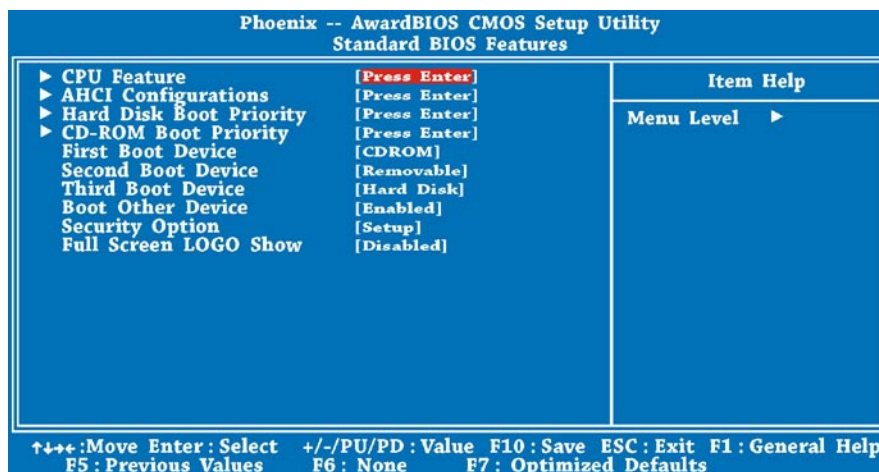 Phoenix -- AwardBIOS CMOS Setup Utility
Standard BIOS Features
▶ CPU Feature [Press Enter]
▶ AHCI Configurations [Press Enter]
▶ Hard Disk Boot Priority [Press Enter]
▶ CD-ROM Boot Priority [Press Enter]
First Boot Device [CDROM]
Second Boot Device [Removable]
Third Boot Device [Hard Disk]
Boot Other Device [Enabled]
Security Option [Setup]
Full Screen LOGO Show [Disabled]
Item Help
Menu Level ▶
↑↓→←:Move Enter:Select +/-/PU/PD:Value F10:Save ESC:Exit F1:General Help
F5:Previous Values F6: None F7: Optimized Defaults